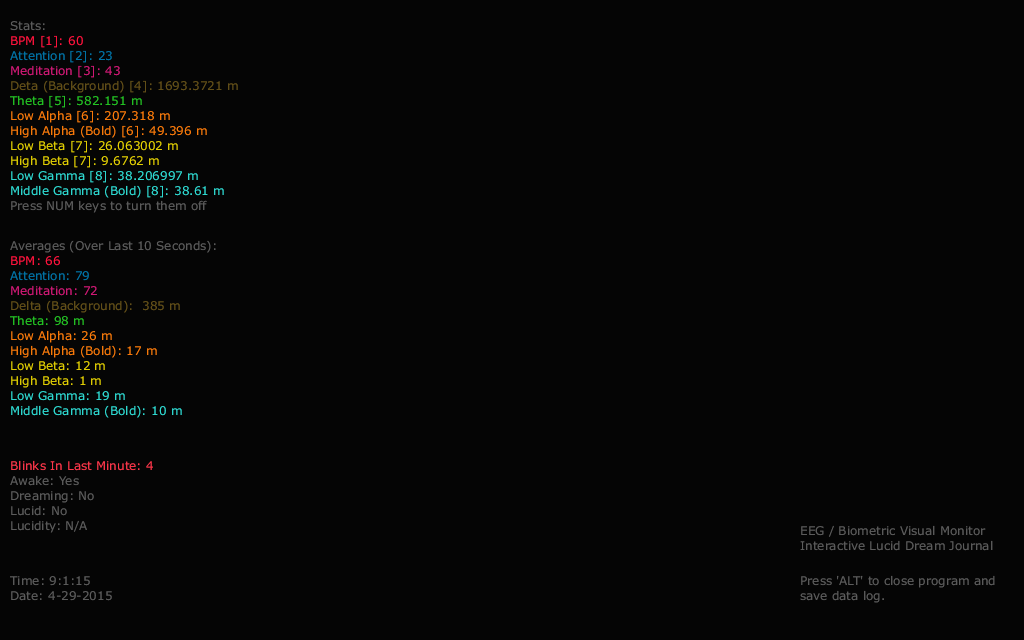 Stats:
BPM [1]: 60
Attention [2]: 23
Meditation [3]: 43
Deta (Background) [4]: 1693.3721 m
Theta [5]: 582.151 m
Low Alpha [6]: 207.318 m
High Alpha (Bold) [6]: 49.396 m
Low Beta [7]: 26.063002 m
High Beta [7]: 9.6762 m
Low Gamma [8]: 38.206997 m
Middle Gamma (Bold) [8]: 38.61 m
Press NUM keys to turn them off
Averages (Over Last 10 Seconds):
BPM: 66
Attention: 79
Meditation: 72
Delta (Background):  385 m
Theta: 98 m
Low Alpha: 26 m
High Alpha (Bold): 17 m
Low Beta: 12 m
High Beta: 1 m
Low Gamma: 19 m
Middle Gamma (Bold): 10 m
Blinks In Last Minute: 4
Awake: Yes
Dreaming: No
Lucid: No
Lucidity: N/A
Time: 9:1:15
Date: 4-29-2015
EEG / Biometric Visual Monitor
Interactive Lucid Dream Journal
Press 'ALT' to close program and
save data log.